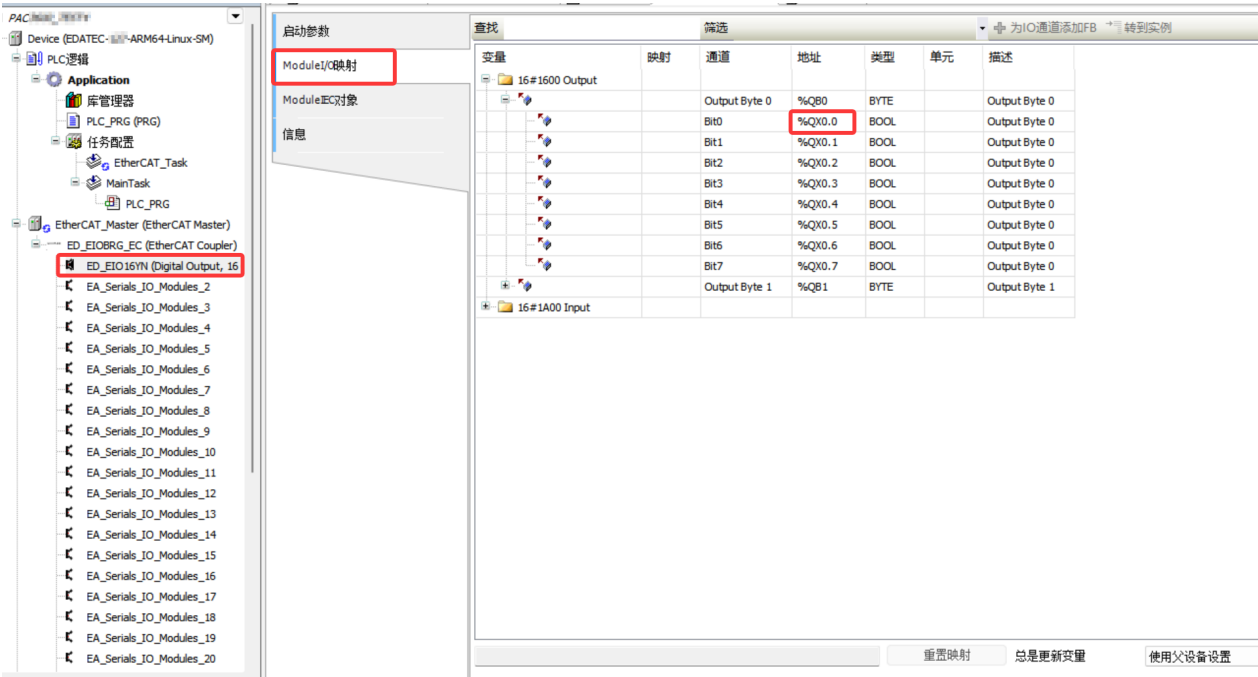 PAC
Device (EDATEC- -ARM64-Linux-SM)
PLC逻辑
Application
库管理器
PLC_PRG (PRG)
任务配置
EtherCAT_Task
MainTask
PLC_PRG
EtherCAT_Master (EtherCAT Master)
ED_EIOBRG_EC (EtherCAT Coupler)
ED_EIO16YN (Digital Output, 16
EA_Serials_IO_Modules_2
EA_Serials_IO_Modules_3
EA_Serials_IO_Modules_4
EA_Serials_IO_Modules_5
EA_Serials_IO_Modules_6
EA_Serials_IO_Modules_7
EA_Serials_IO_Modules_8
EA_Serials_IO_Modules_9
EA_Serials_IO_Modules_10
EA_Serials_IO_Modules_11
EA_Serials_IO_Modules_12
EA_Serials_IO_Modules_13
EA_Serials_IO_Modules_14
EA_Serials_IO_Modules_15
EA_Serials_IO_Modules_16
EA_Serials_IO_Modules_17
EA_Serials_IO_Modules_18
EA_Serials_IO_Modules_19
EA_Serials_IO_Modules_20
启动参数
ModuleI/O映射
ModuleIEC对象
信息
查找 筛选 为IO通道添加FB 转到实例
变量 映射 通道 地址 类型 单元 描述
16#1600 Output
Output Byte 0 %QB0 BYTE Output Byte 0
Bit0 %QX0.0 BOOL Output Byte 0
Bit1 %QX0.1 BOOL Output Byte 0
Bit2 %QX0.2 BOOL Output Byte 0
Bit3 %QX0.3 BOOL Output Byte 0
Bit4 %QX0.4 BOOL Output Byte 0
Bit5 %QX0.5 BOOL Output Byte 0
Bit6 %QX0.6 BOOL Output Byte 0
Bit7 %QX0.7 BOOL Output Byte 0
Output Byte 1 %QB1 BYTE Output Byte 1
16#1A00 Input
重置映射 总是更新变量 使用父设备设置